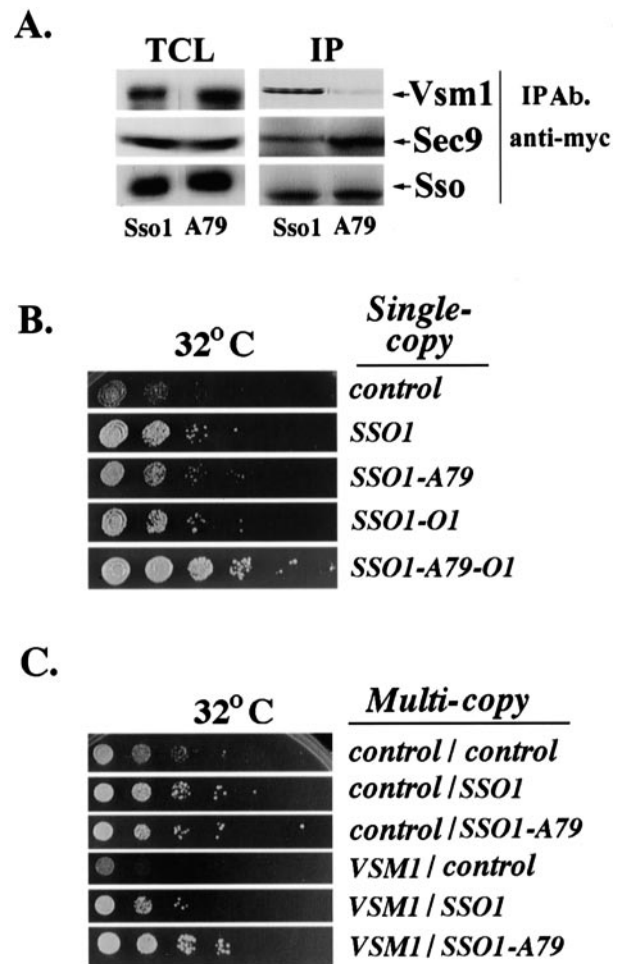 A.
TCL IP
Vsm1
Sec9
Sso
IPAb.
anti-myc
Sso1 A79 Sso1 A79
B.
32° C
Single-
copy
control
SSO1
SSO1-A79
SSO1-O1
SSO1-A79-O1
C.
32° C
Multi-copy
control / control
control/SSO1
control/SSO1-A79
VSM1/control
VSM1/SSO1
VSM1/SSO1-A79